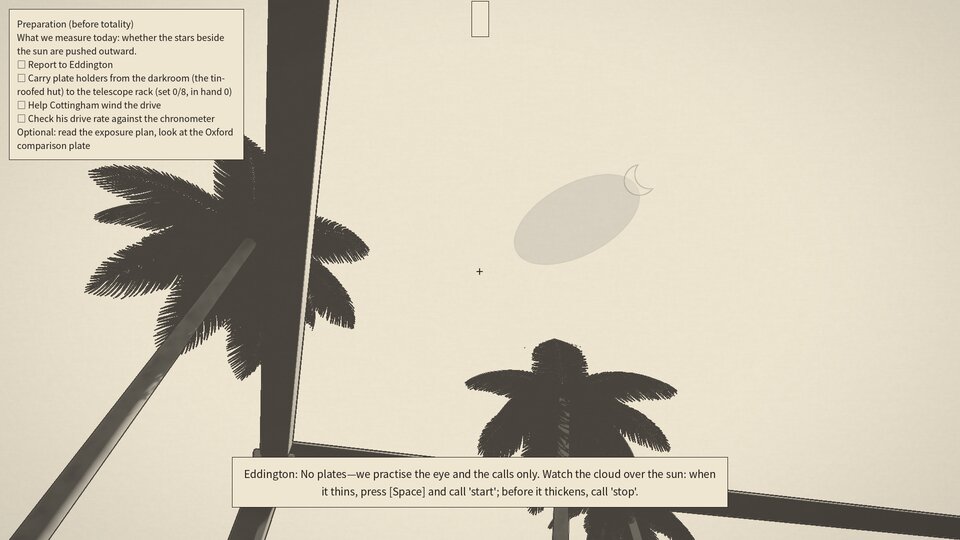 Preparation (before totality)
What we measure today: whether the stars beside
the sun are pushed outward.
☐ Report to Eddington
☐ Carry plate holders from the darkroom (the tin-
roofed hut) to the telescope rack (set 0/8, in hand 0)
☐ Help Cottingham wind the drive
☐ Check his drive rate against the chronometer
Optional: read the exposure plan, look at the Oxford
comparison plate
Eddington: No plates—we practise the eye and the calls only. Watch the cloud over the sun: when
it thins, press [Space] and call 'start'; before it thickens, call 'stop'.